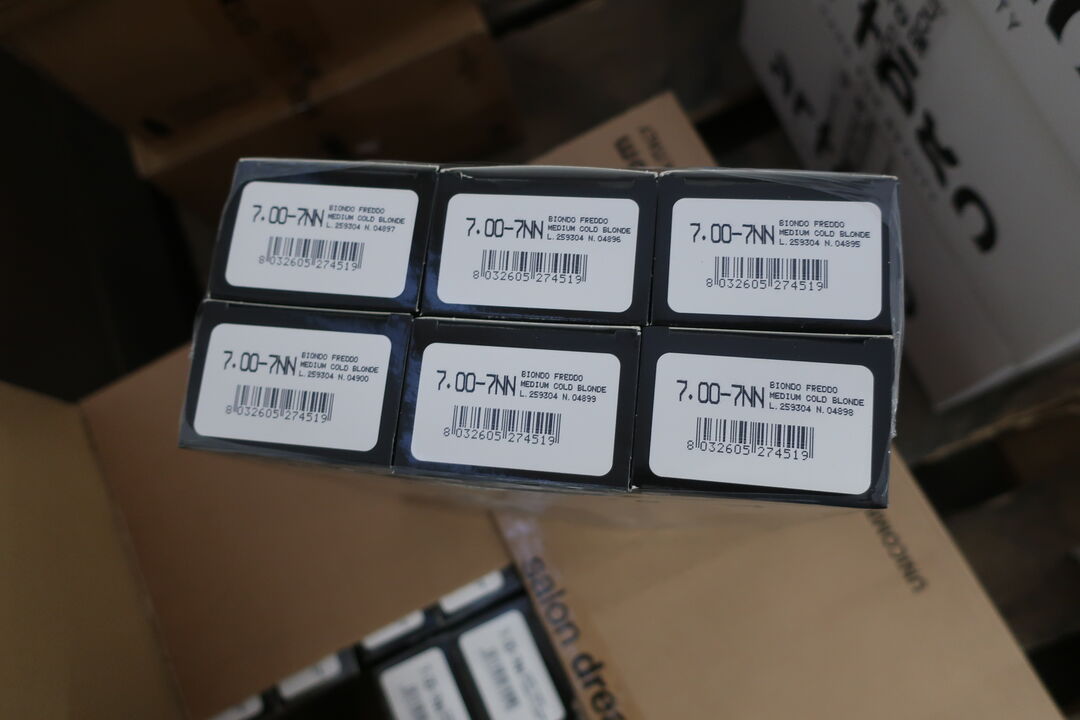 7.00-7NN
BIONDO FREDDO
MEDIUM COLD BLONDE
L.259304 N.04897
8 032605 274519
7.00-7NN
BIONDO FREDDO
MEDIUM COLD BLONDE
L.259304 N.04896
8 032605 274519
7.00-7NN
BIONDO FREDDO
MEDIUM COLD BLONDE
L.259304 N.04895
8 032605 274519
7.00-7NN
BIONDO FREDDO
MEDIUM COLD BLONDE
L.259304 N.04900
8 032605 274519
7.00-7NN
BIONDO FREDDO
MEDIUM COLD BLONDE
L.259304 N.04899
8 032605 274519
7.00-7NN
BIONDO FREDDO
MEDIUM COLD BLONDE
L.259304 N.04898
8 032605 274519
salon